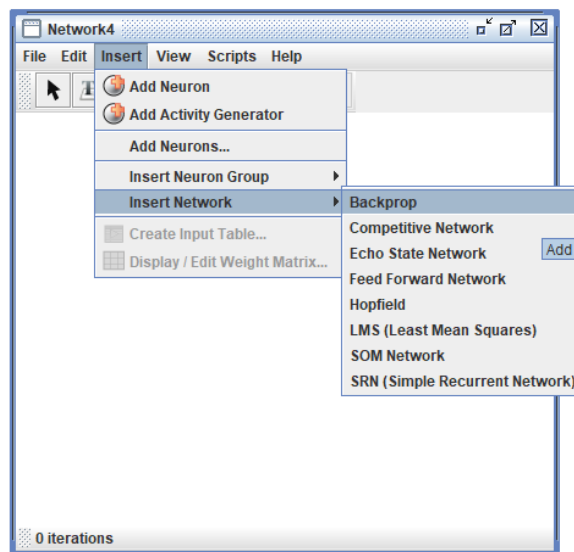 Network4
File Edit Insert View Scripts Help
Add Neuron
Add Activity Generator
Add Neurons...
Insert Neuron Group
Insert Network
Create Input Table...
Display / Edit Weight Matrix...
Backprop
Competitive Network
Echo State Network
Add
Feed Forward Network
Hopfield
LMS (Least Mean Squares)
SOM Network
SRN (Simple Recurrent Network)
0 iterations